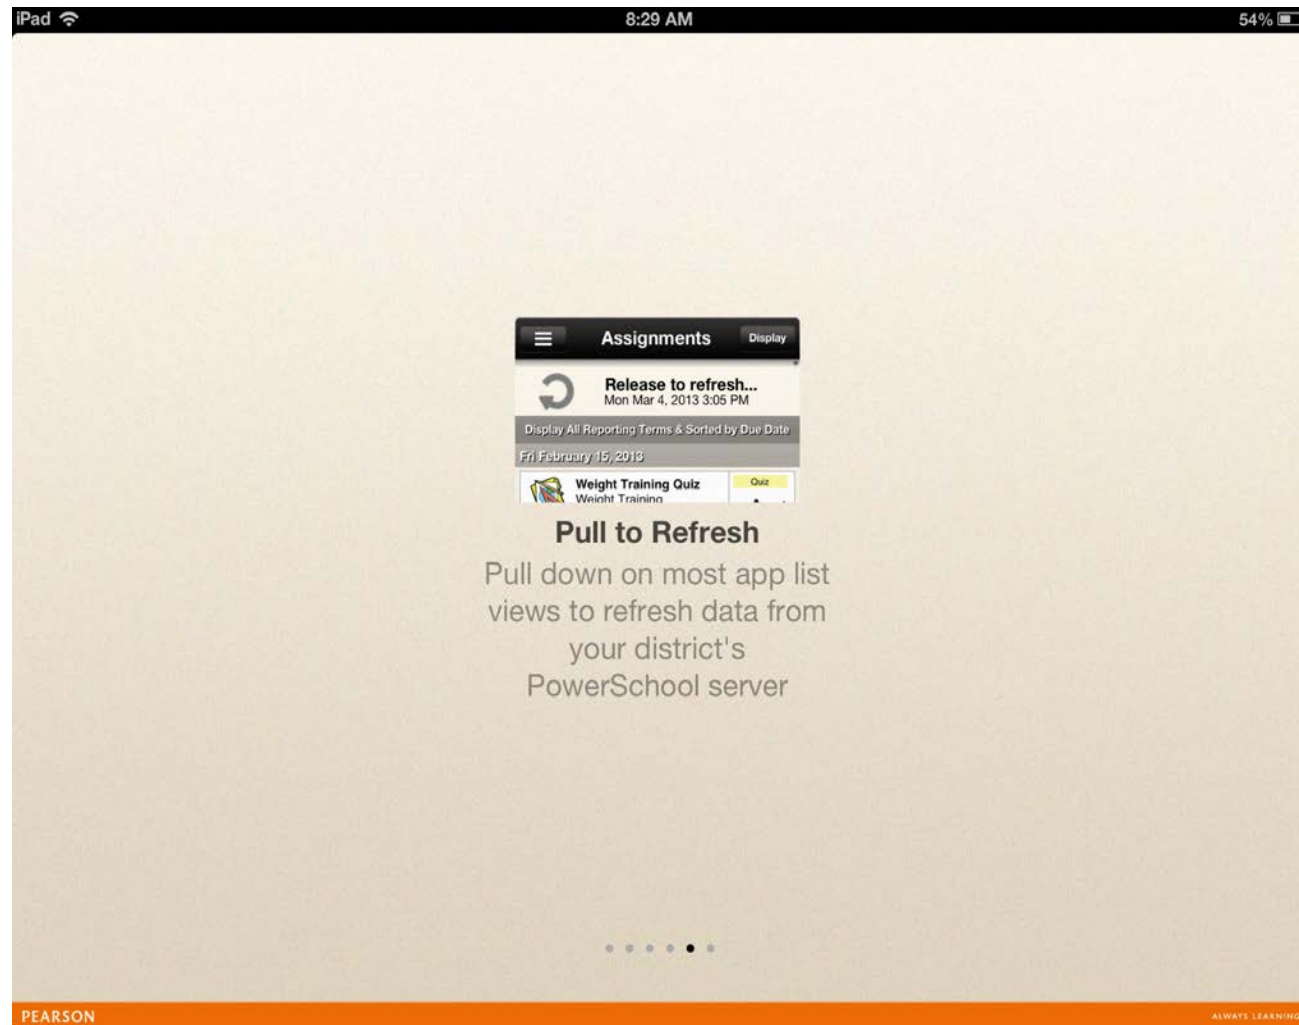 iPad
8:29 AM
54%
Assignments
Display
Release to refresh...
Mon Mar 4, 2013 3:05 PM
Display All Reporting Terms & Sorted by Due Date
Fri February 15, 2013
Weight Training Quiz
Quiz
Weight Training
Pull to Refresh
Pull down on most app list
views to refresh data from
your district's
PowerSchool server
PEARSON
ALWAYS LEARNING